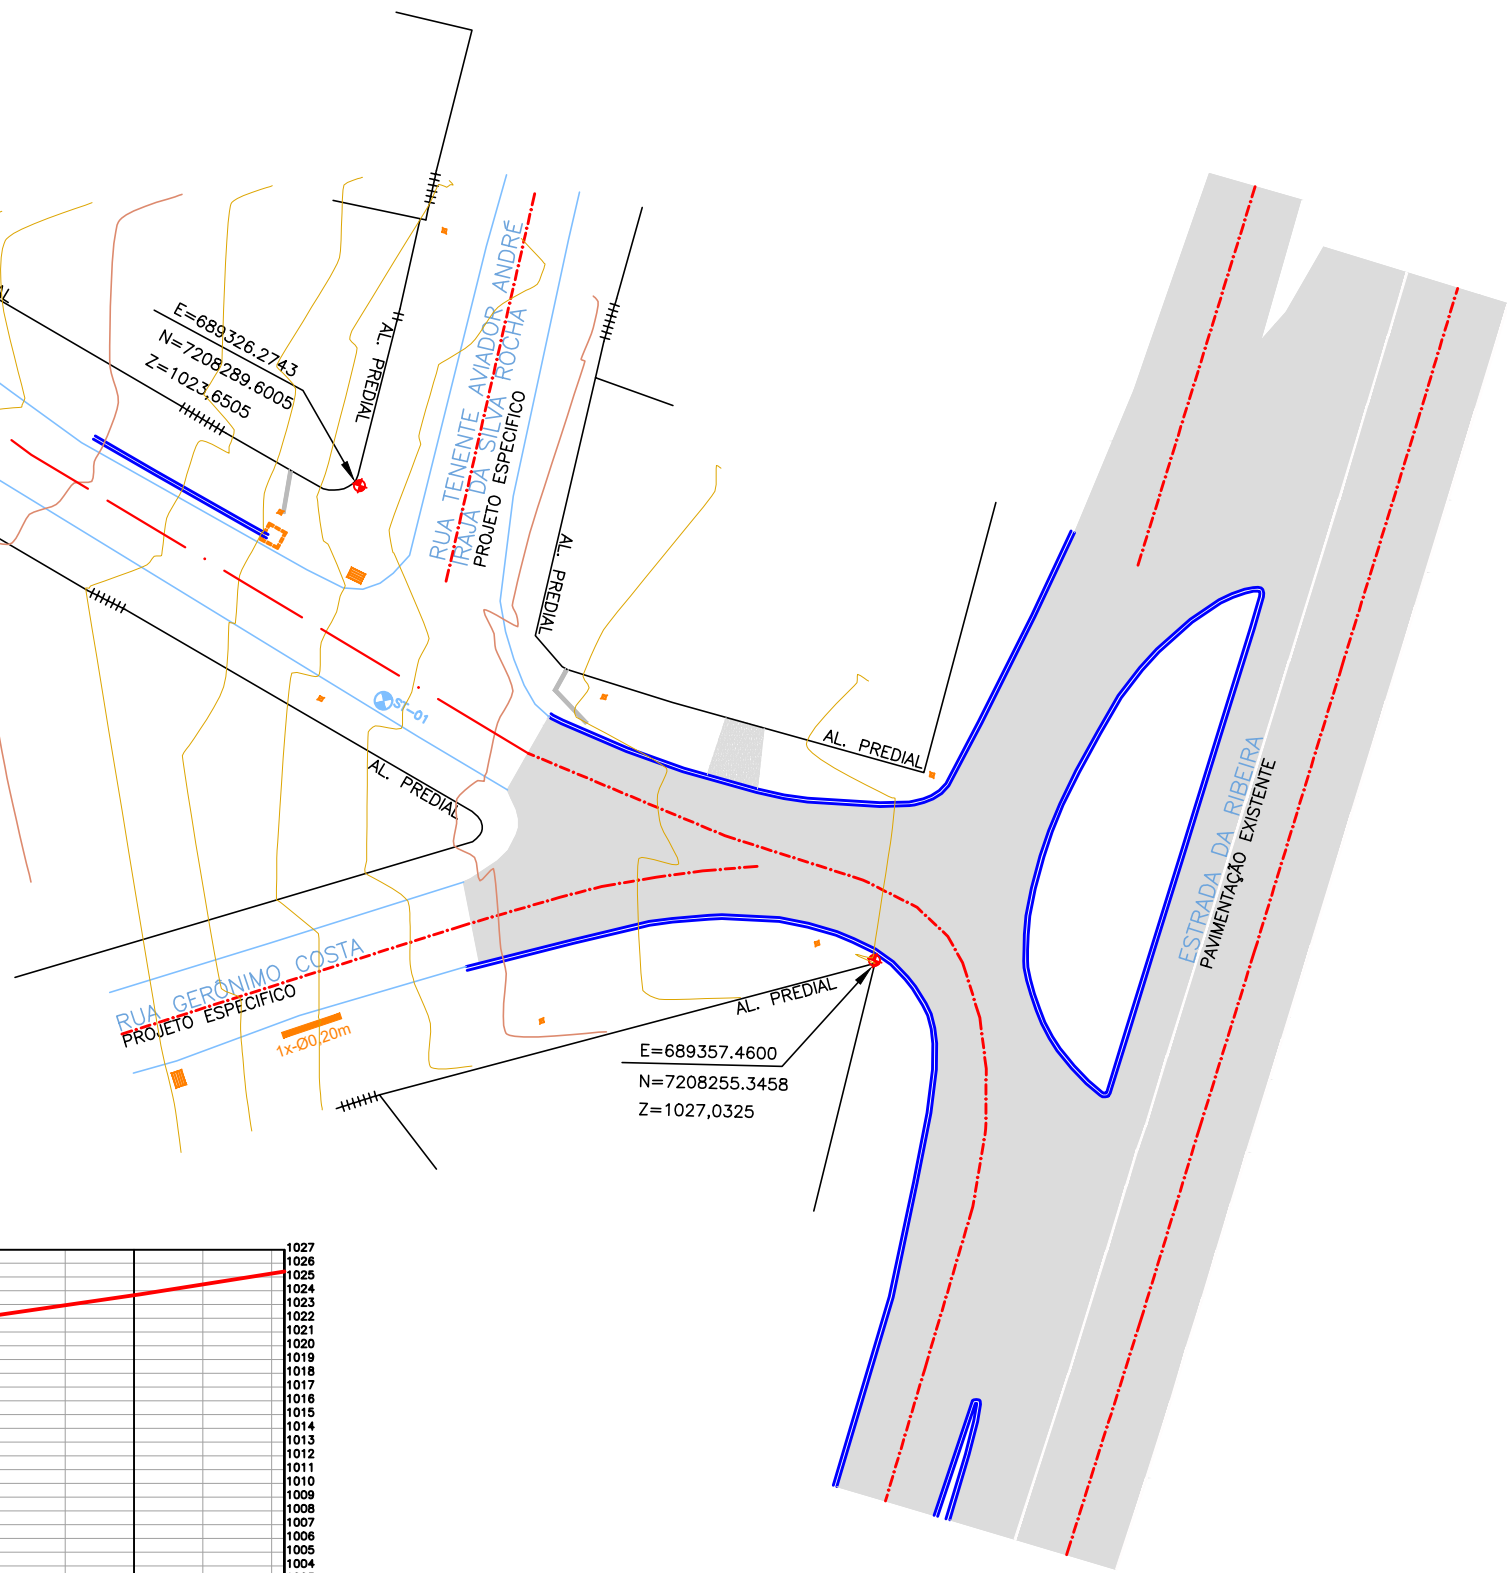 E=689326.2743
N=7208289.6005
Z=1023,6505
AL. PREDIAL
RUA TENENTE AVIADOR ANDRÉ
IRAJA DA SILVA ROCHA
PROJETO ESPECIFICO
AL. PREDIAL
ST-01
AL. PREDIAL
AL. PREDIAL
ESTRADA DA RIBEIRA
PAVIMENTAÇÃO EXISTENTE
RUA GERÔNIMO COSTA
PROJETO ESPECIFICO
1x-Ø0.20m
AL. PREDIAL
E=689357.4600
N=7208255.3458
Z=1027,0325
1027
1026
1025
1024
1023
1022
1021
1020
1019
1018
1017
1016
1015
1014
1013
1012
1011
1010
1009
1008
1007
1006
1005
1004